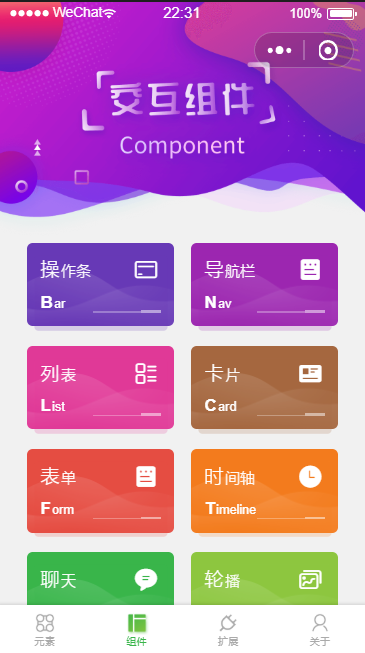 WeChat 22:31 100%
交互组件
Component
操作条 导航栏
Bar Nav
列表 卡片
List Card
表单 时间轴
Form Timeline
聊天 轮播
元素 组件 扩展 关于